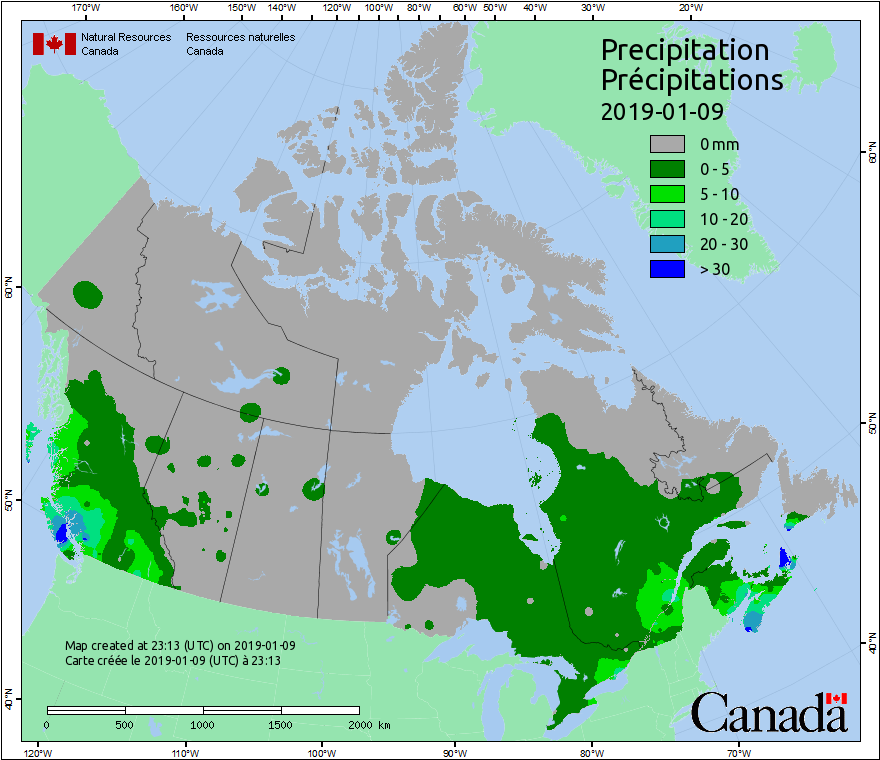 170°W 160°W 150°W 140°W 130°W 120°W 110°W 100°W 90°W 80°W 70°W 60°W 50°W 40°W 30°W 20°W
Natural Resources Ressources naturelles
Canada Canada
Precipitation
Précipitations
2019-01-09
0 mm
0 - 5
5 - 10
10 - 20
20 - 30
> 30
60°N
60°N
50°N
50°N
40°N
40°N
Map created at 23:13 (UTC) on 2019-01-09
Carte créée le 2019-01-09 (UTC) à 23:13
0 500 1000 1500 2000 km
Canada
120°W 110°W 100°W 90°W 80°W 70°W